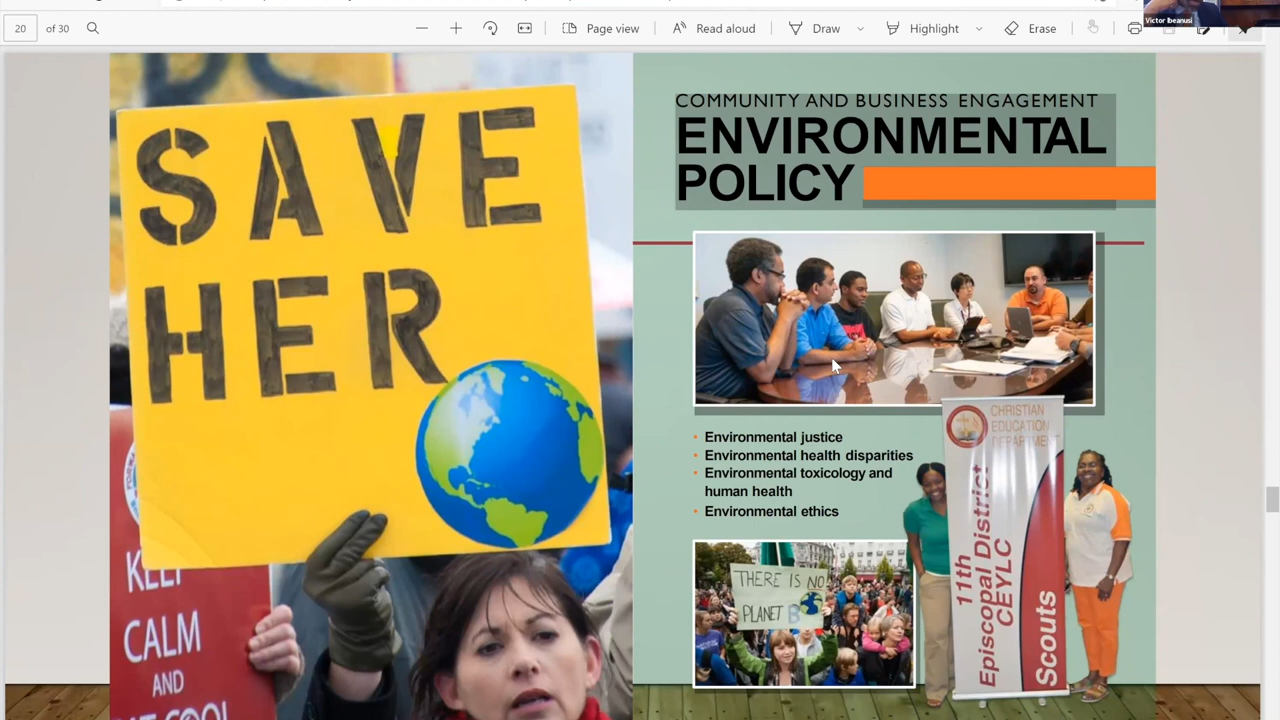 Victor Ibeanusi
20
of 30
Page view
Read aloud
Draw
Highlight
Erase
SAVE
HER
KEEP
CALM
AND
COMMUNITY AND BUSINESS ENGAGEMENT
ENVIRONMENTAL
POLICY
• Environmental justice
• Environmental health disparities
• Environmental toxicology and
human health
• Environmental ethics
THERE IS NO
PLANET B
CHRISTIAN
EDUCATION
DEPARTMENT
11th
Episcopal District
CEYLC
Scouts